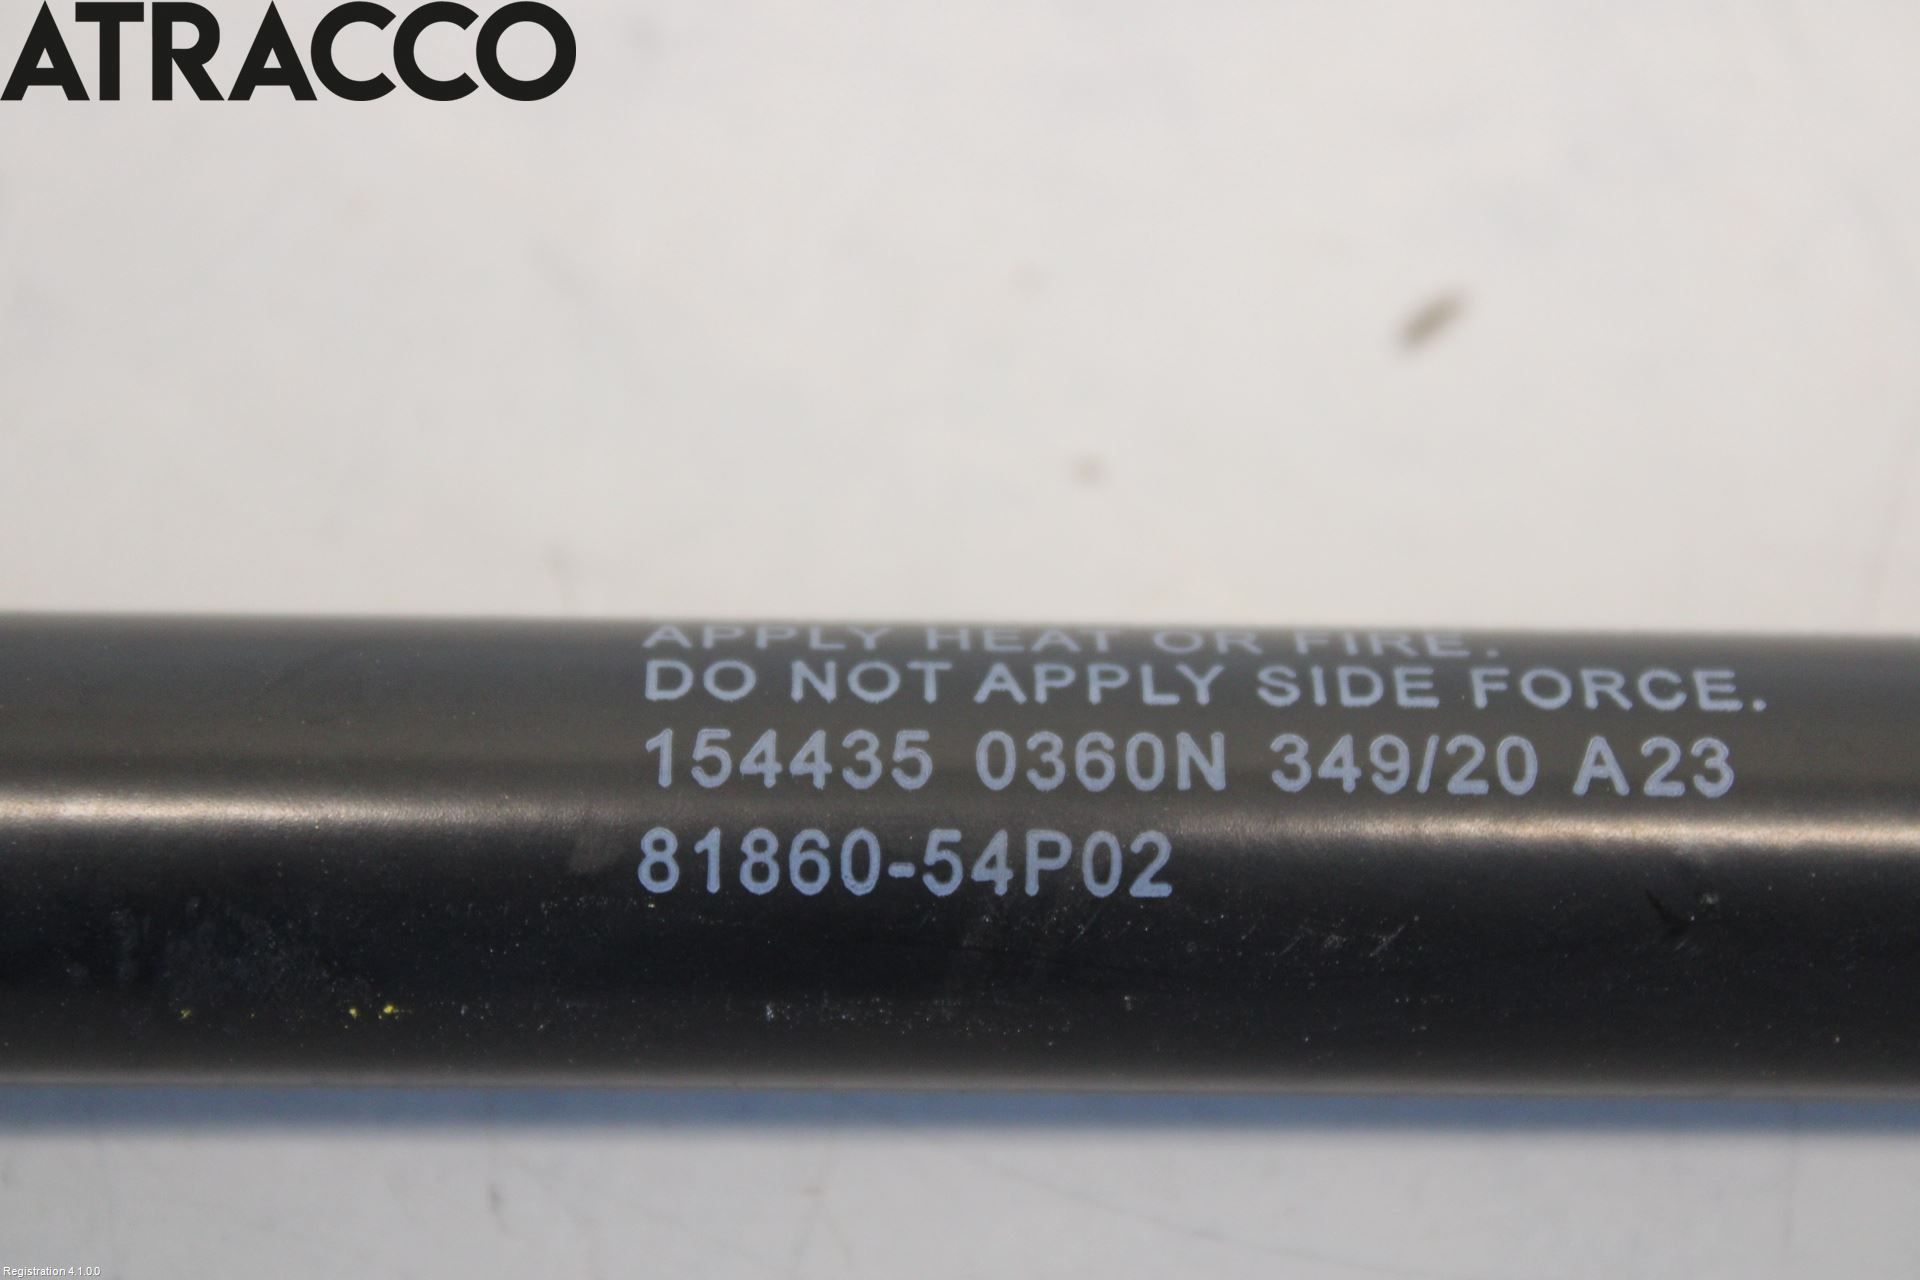 ATRACCO
APPLY HEAT OR FIRE.
DO NOT APPLY SIDE FORCE.
154435 0360N 349/20 A23
81860-54P02
Registration 4.1.0.0